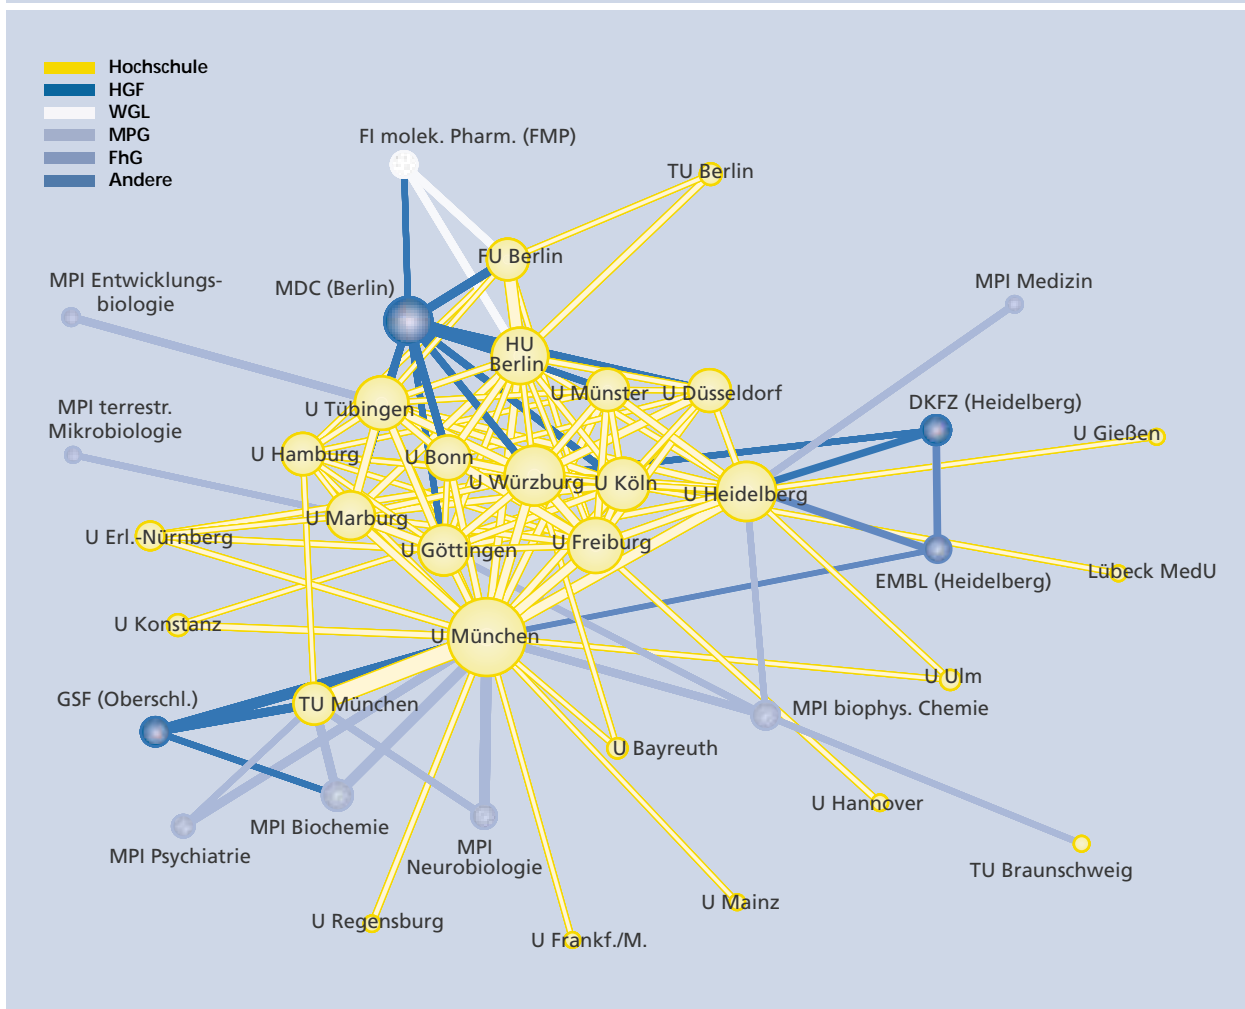 Hochschule
HGF
WGL
MPG
FhG
Andere
FI molek. Pharm. (FMP)
TU Berlin
FU Berlin
MPI Entwicklungs-
biologie
MDC (Berlin)
MPI Medizin
HU
Berlin
U Münster
U Düsseldorf
U Tübingen
DKFZ (Heidelberg)
MPI terrestr.
Mikrobiologie
U Gießen
U Hamburg
U Bonn
U Würzburg
U Köln
U Heidelberg
U Marburg
U Erl.-Nürnberg
U Göttingen
U Freiburg
EMBL (Heidelberg)
Lübeck MedU
U Konstanz
U München
U Ulm
GSF (Oberschl.)
TU München
MPI biophys. Chemie
U Bayreuth
U Hannover
MPI Biochemie
MPI Psychiatrie
MPI
Neurobiologie
TU Braunschweig
U Mainz
U Regensburg
U Frankf./M.